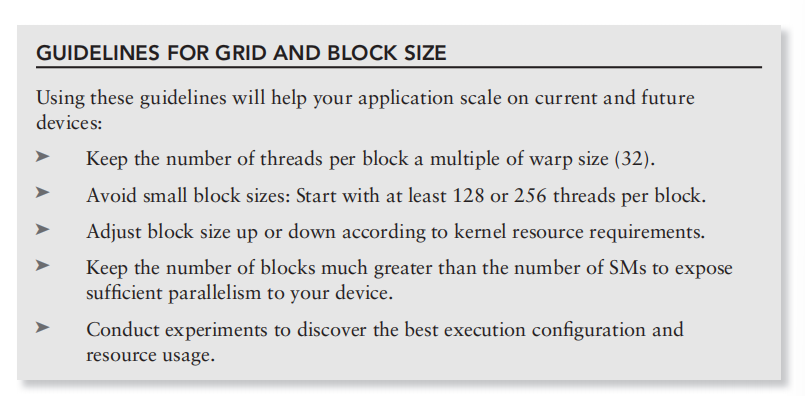 GUIDELINES FOR GRID AND BLOCK SIZE
Using these guidelines will help your application scale on current and future
devices:
➤ Keep the number of threads per block a multiple of warp size (32).
➤ Avoid small block sizes: Start with at least 128 or 256 threads per block.
➤ Adjust block size up or down according to kernel resource requirements.
➤ Keep the number of blocks much greater than the number of SMs to expose
sufficient parallelism to your device.
➤ Conduct experiments to discover the best execution configuration and
resource usage.